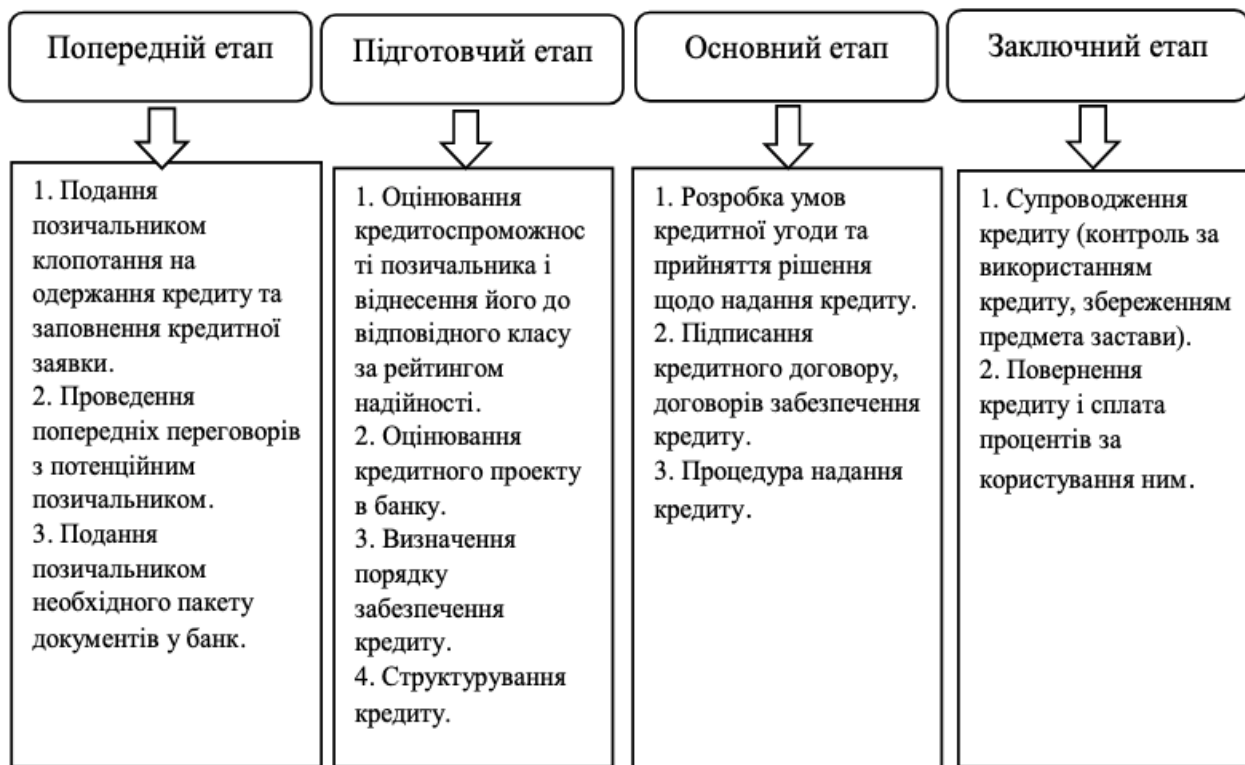 Попередній етап
Підготовчий етап
Основний етап
Заключний етап
1. Подання
позичальником
клопотання на
одержання кредиту та
заповнення кредитної
заявки.
2. Проведення
попередніх переговорів
з потенційним
позичальником.
3. Подання
позичальником
необхідного пакету
документів у банк.
1. Оцінювання
кредитоспроможнос
ті позичальника і
віднесення його до
відповідного класу
за рейтингом
надійності.
2. Оцінювання
кредитного проекту
в банку.
3. Визначення
порядку
забезпечення
кредиту.
4. Структурування
кредиту.
1. Розробка умов
кредитної угоди та
прийняття рішення
щодо надання кредиту.
2. Підписання
кредитного договору,
договорів забезпечення
кредиту.
3. Процедура надання
кредиту.
1. Супроводження
кредиту (контроль за
використанням
кредиту, збереженням
предмета застави).
2. Повернення
кредиту і сплата
процентів за
користування ним.